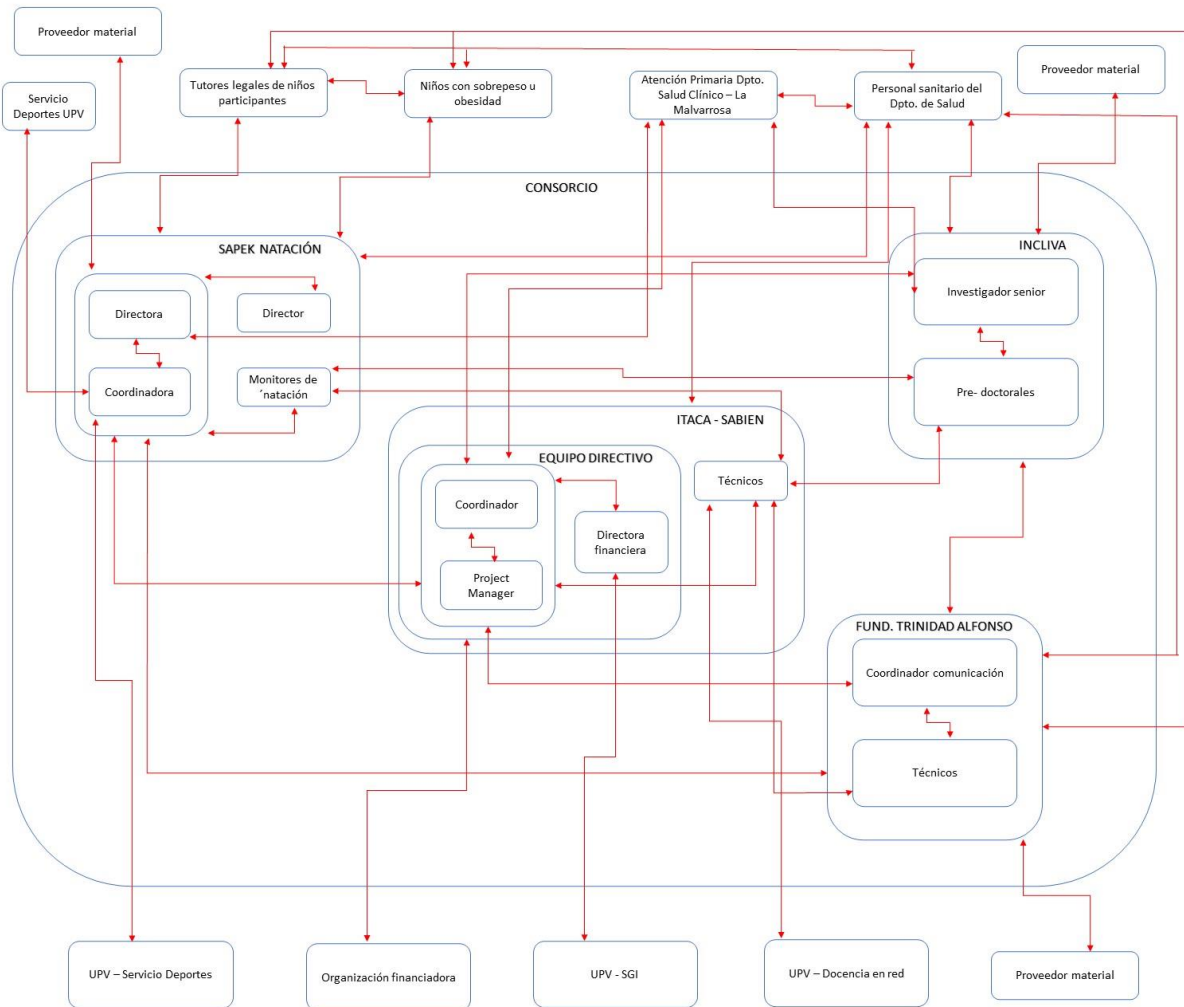 Proveedor material
Tutores legales de niños
participantes
Niños con sobrepeso u
obesidad
Atención Primaria Dpto.
Salud Clínico – La
Malvarrosa
Personal sanitario del
Dpto. de Salud
Proveedor material
Servicio
Deportes UPV
CONSORCIO
SAPEK NATACIÓN
INCLIVA
Directora
Director
Investigador senior
Coordinadora
Monitores de
´natación
Pre- doctorales
ITACA - SABIEN
EQUIPO DIRECTIVO
Técnicos
Coordinador
Directora
financiera
Project
Manager
FUND. TRINIDAD ALFONSO
Coordinador comunicación
Técnicos
UPV – Servicio Deportes
Organización financiadora
UPV - SGI
UPV – Docencia en red
Proveedor material